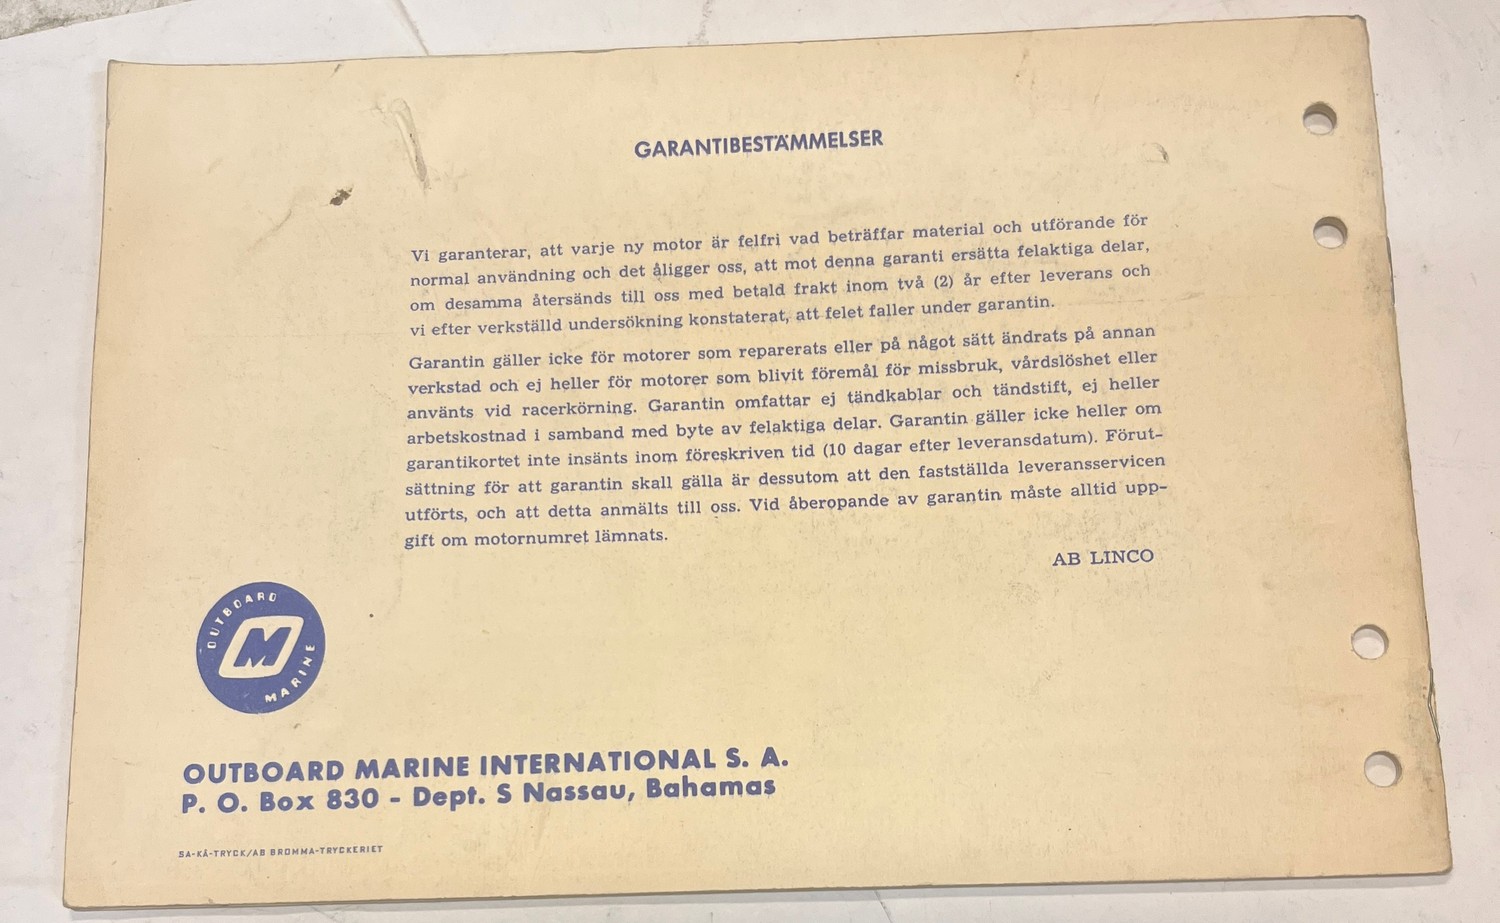 GARANTIBESTÄMMELSER
Vi garanterar, att varje ny motor är felfri vad beträffar material och utförande för
normal användning och det åligger oss, att mot denna garanti ersätta felaktiga delar,
om desamma återsänds till oss med betald frakt inom två (2) år efter leverans och
vi efter verkställd undersökning konstaterat, att felet faller under garantin.
Garantin gäller icke för motorer som reparerats eller på något sätt ändrats på annan
verkstad och ej heller för motorer som blivit föremål för missbruk, vårdslöshet eller
använts vid racerkörning. Garantin omfattar ej tändkablar och tändstift, ej heller
arbetskostnad i samband med byte av felaktiga delar. Garantin gäller icke heller om
garantikortet inte insänts inom föreskriven tid (10 dagar efter leveransdatum). Förut-
sättning för att garantin skall gälla är dessutom att den fastställda leveransservicen
utförts, och att detta anmälts till oss. Vid åberopande av garantin måste alltid upp-
gift om motornumret lämnats.
AB LINCO
OUTBOARD
M
MARINE
OUTBOARD MARINE INTERNATIONAL S. A.
P. O. Box 830 - Dept. S Nassau, Bahamas
SA-KÅ-TRYCK/AB BROMMA-TRYCKERIET